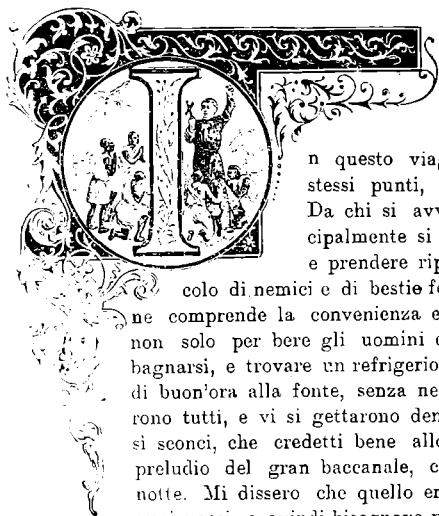 In questo viag
stessi punti,
Da chi si avv
cipalmente si
e prendere rip
colo di nemici e di bestie fe
ne comprende la convenienza e
non solo per bere gli uomini e
bagnarsi, e trovare un refrigerio
di buon'ora alla fonte, senza ne
rono tutti, e vi si gettarono den
sì sconci, che credetti bene allo
preludio del gran baccanale, c
notte. Mi dissero che quello er